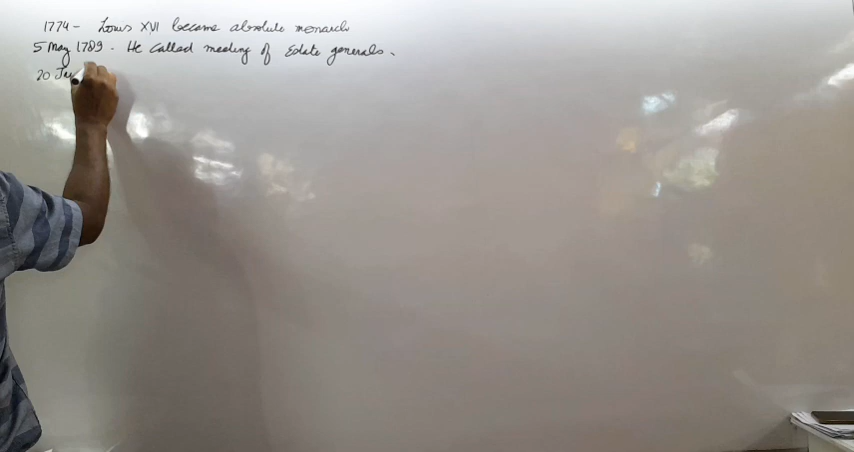 1774 - Louis XVI became absolute monarch
5 May 1789 - He called meeting of Estate generals.
20